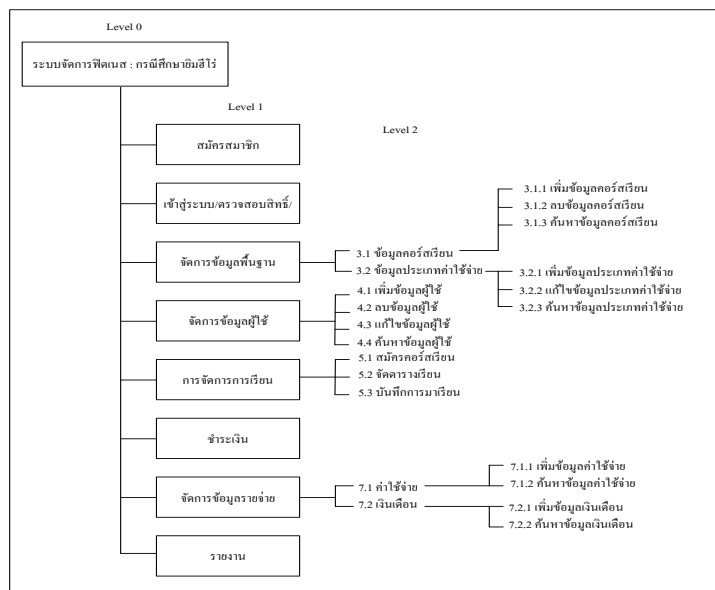 Level 0
ระบบจัดการฟิตเนส : กรณีศึกษายิมฮีโร่
Level 1
Level 2
สมัครสมาชิก
เข้าสู่ระบบ/ตรวจสอบสิทธิ์/
จัดการข้อมูลพื้นฐาน
3.1 ข้อมูลคอร์สเรียน
3.1.1 เพิ่มข้อมูลคอร์สเรียน
3.1.2 ลบข้อมูลคอร์สเรียน
3.1.3 ค้นหาข้อมูลคอร์สเรียน
3.2 ข้อมูลประเภทค่าใช้จ่าย
3.2.1 เพิ่มข้อมูลประเภทค่าใช้จ่าย
3.2.2 แก้ไขข้อมูลประเภทค่าใช้จ่าย
3.2.3 ค้นหาข้อมูลประเภทค่าใช้จ่าย
จัดการข้อมูลผู้ใช้
4.1 เพิ่มข้อมูลผู้ใช้
4.2 ลบข้อมูลผู้ใช้
4.3 แก้ไขข้อมูลผู้ใช้
4.4 ค้นหาข้อมูลผู้ใช้
การจัดการการเรียน
5.1 สมัครคอร์สเรียน
5.2 จัดตารางเรียน
5.3 บันทึกการมาเรียน
ชำระเงิน
จัดการข้อมูลรายจ่าย
7.1 ค่าใช้จ่าย
7.1.1 เพิ่มข้อมูลค่าใช้จ่าย
7.1.2 ค้นหาข้อมูลค่าใช้จ่าย
7.2 เงินเดือน
7.2.1 เพิ่มข้อมูลเงินเดือน
7.2.2 ค้นหาข้อมูลเงินเดือน
รายงาน